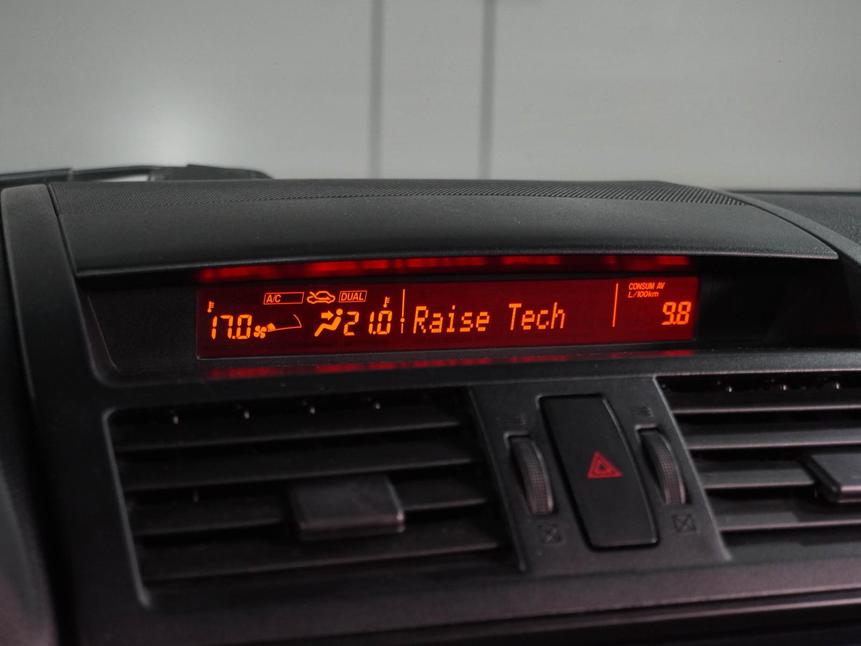 A/C DUAL CONSUM AV
L/100km
17.0 21.0 Raise Tech 9.8